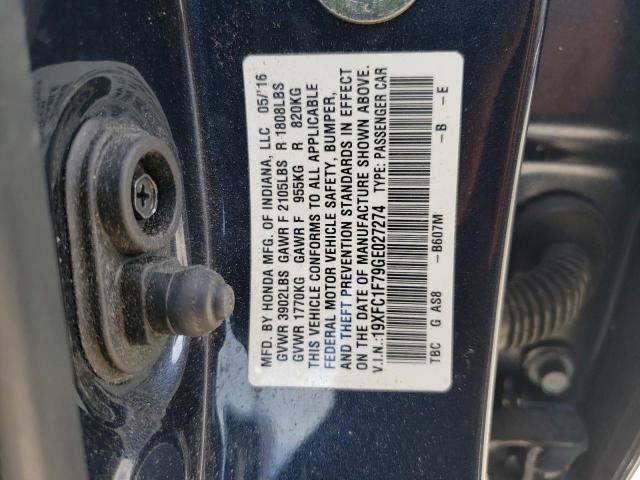 MFD. BY HONDA MFG. OF INDIANA, LLC 05/'16
GVWR 3902LBS GAWR F 2105LBS R 1808LBS
GVWR 1770KG GAWR F 955KG R 820KG
THIS VEHICLE CONFORMS TO ALL APPLICABLE
FEDERAL MOTOR VEHICLE SAFETY, BUMPER,
AND THEFT PREVENTION STANDARDS IN EFFECT
ON THE DATE OF MANUFACTURE SHOWN ABOVE.
V.I.N.:19XFC1F79GE027274 TYPE: PASSENGER CAR
TBC G AS8 -B607M -B -E